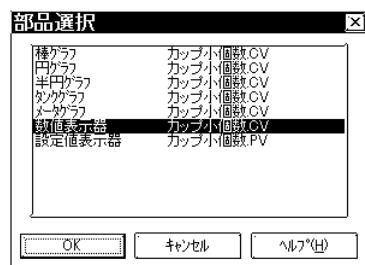 部品選択
棒グラフ カップ小個数.CV
円グラフ カップ小個数.CV
半円グラフ カップ小個数.CV
タンクグラフ カップ小個数.CV
メータグラフ カップ小個数.CV
数値表示器 カップ小個数.CV
設定値表示器 カップ小個数.PV
OK キャンセル ヘルプ(H)